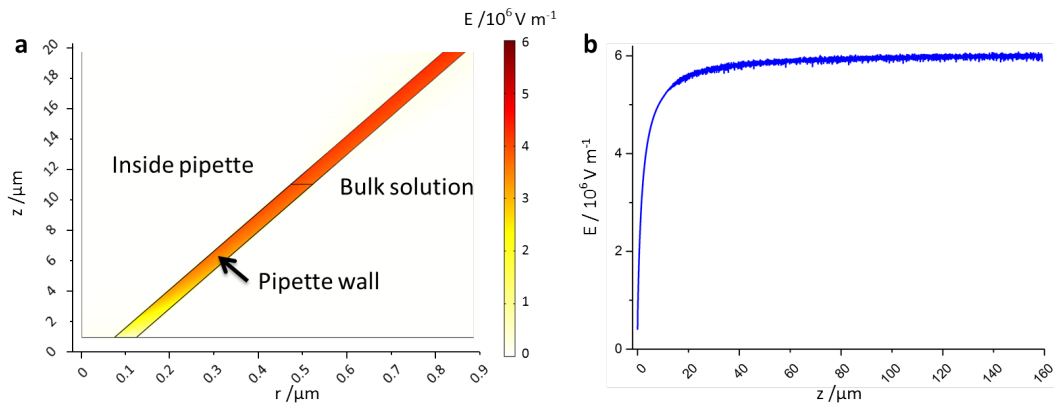 a
E /10⁶ V m⁻¹
20
18
16
14
12
10
8
6
4
2
0
z /μm
Inside pipette
Bulk solution
Pipette wall
0 0.1 0.2 0.3 0.4 0.5 0.6 0.7 0.8 0.9
r /μm
6
5
4
3
2
1
0
b
6
4
2
0
E / 10⁶ V m⁻¹
0 20 40 60 80 100 120 140 160
z /μm